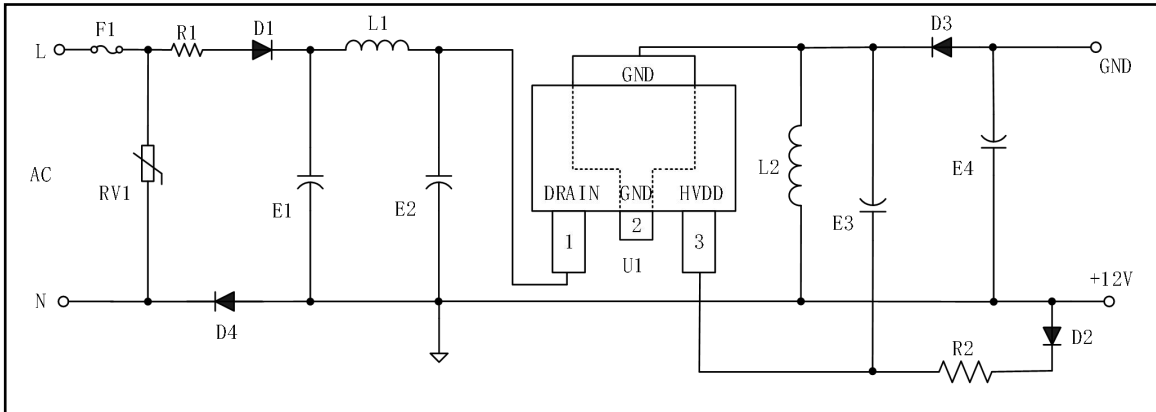 F1
R1
D1
L1
D3
L
GND
GND
AC
RV1
E1
E2
DRAIN
GND
HVDD
1
2
3
U1
L2
E3
E4
N
D4
+12V
D2
R2